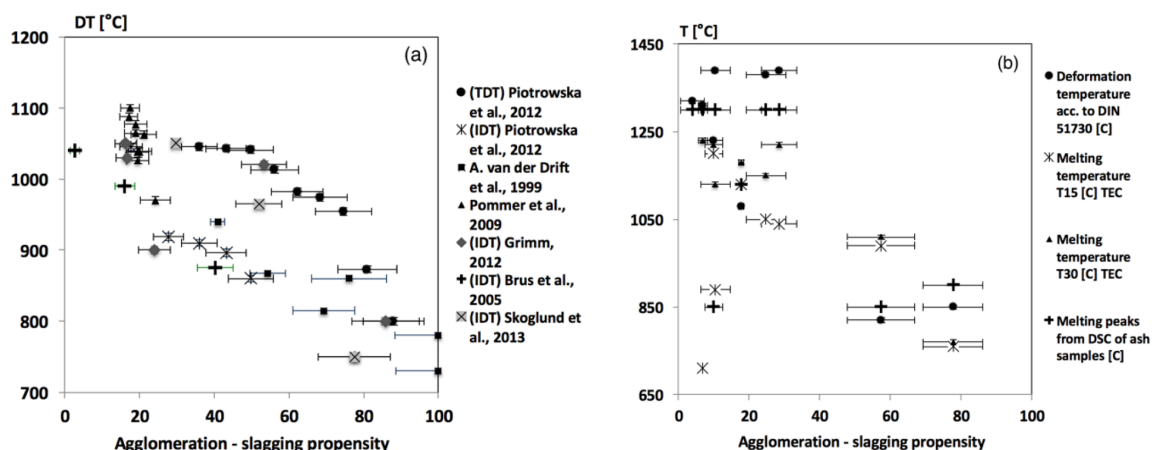 DT [°C]
1200
1100
1000
900
800
700
0
20
40
60
80
100
Agglomeration - slagging propensity
(a)
(TDT) Piotrowska
et al., 2012
(IDT) Piotrowska
et al., 2012
A. van der Drift
et al., 1999
Pommer et al.,
2009
(IDT) Grimm,
2012
(IDT) Brus et al.,
2005
(IDT) Skoglund et
al., 2013
T [°C]
1450
1250
1050
850
650
0
20
40
60
80
100
Agglomeration - slagging propensity
(b)
Deformation
temperature
acc. to DIN
51730 [C]
Melting
temperature
T15 [C] TEC
Melting
temperature
T30 [C] TEC
Melting peaks
from DSC of ash
samples [C]